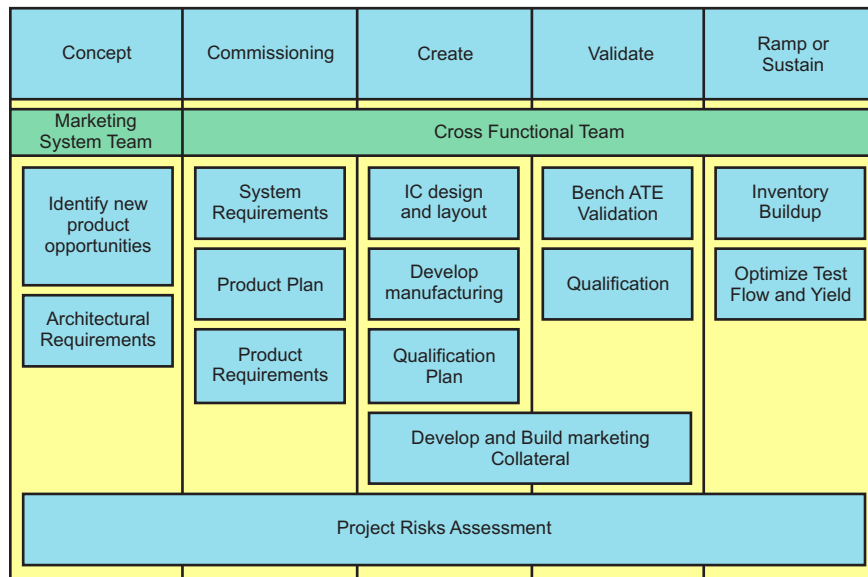 Concept
Commissioning
Create
Validate
Ramp or
Sustain
Marketing
System Team
Cross Functional Team
Identify new
product
opportunities
Architectural
Requirements
System
Requirements
Product Plan
Product
Requirements
IC design
and layout
Develop
manufacturing
Qualification
Plan
Bench ATE
Validation
Qualification
Inventory
Buildup
Optimize Test
Flow and Yield
Develop and Build marketing
Collateral
Project Risks Assessment